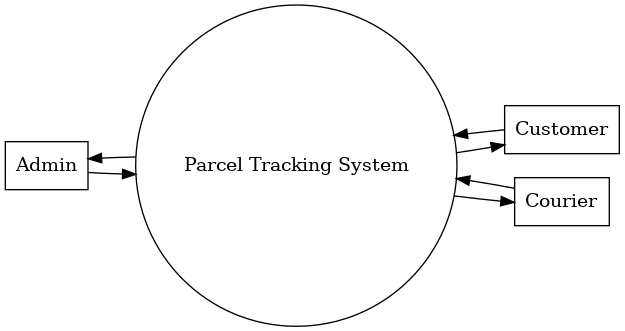 Customer
Admin
Parcel Tracking System
Courier